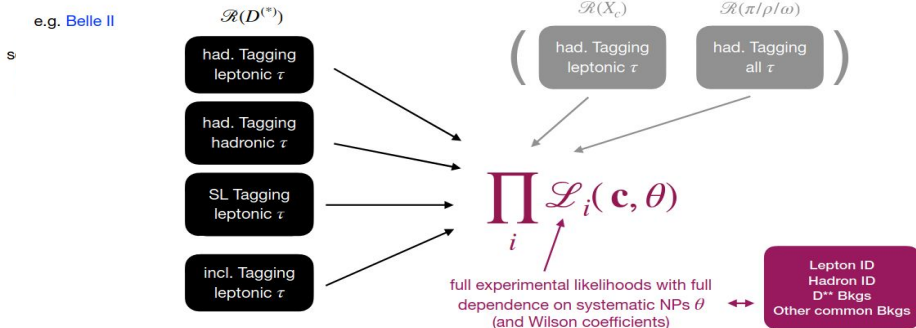 e.g. Belle II
ℛ(D⁽*⁾)
ℛ(X_c)
ℛ(π/ρ/ω)
had. Tagging
leptonic τ
had. Tagging
hadronic τ
SL Tagging
leptonic τ
incl. Tagging
leptonic τ
(
had. Tagging
leptonic τ
had. Tagging
all τ
)
∏_i ℒ_i(c, θ)
full experimental likelihoods with full
dependence on systematic NPs θ
(and Wilson coefficients)
Lepton ID
Hadron ID
D** Bkgs
Other common Bkgs